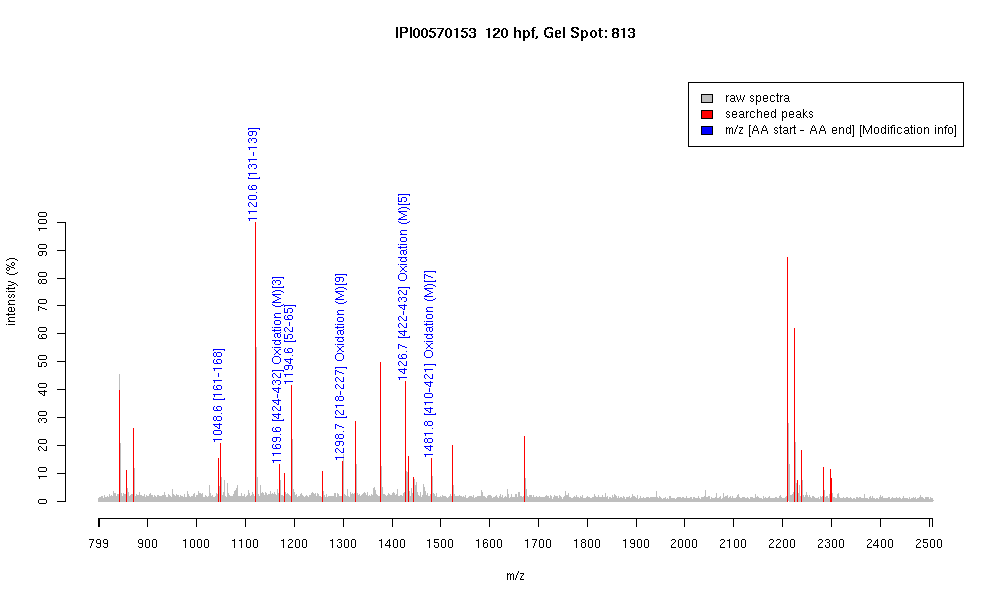 IPI00570153 120 hpf, Gel Spot: 813
raw spectra
searched peaks
m/z [AA start - AA end] [Modification info]
1048.6 [161-168]
1120.6 [131-139]
1169.6 [424-432] Oxidation (M)[3]
1194.6 [52-65]
1298.7 [218-227] Oxidation (M)[9]
1426.7 [422-432] Oxidation (M)[5]
1481.8 [410-421] Oxidation (M)[7]
intensity (%)
100
90
80
70
60
50
40
30
20
10
0
799 900 1000 1100 1200 1300 1400 1500 1600 1700 1800 1900 2000 2100 2200 2300 2400 2500
m/z